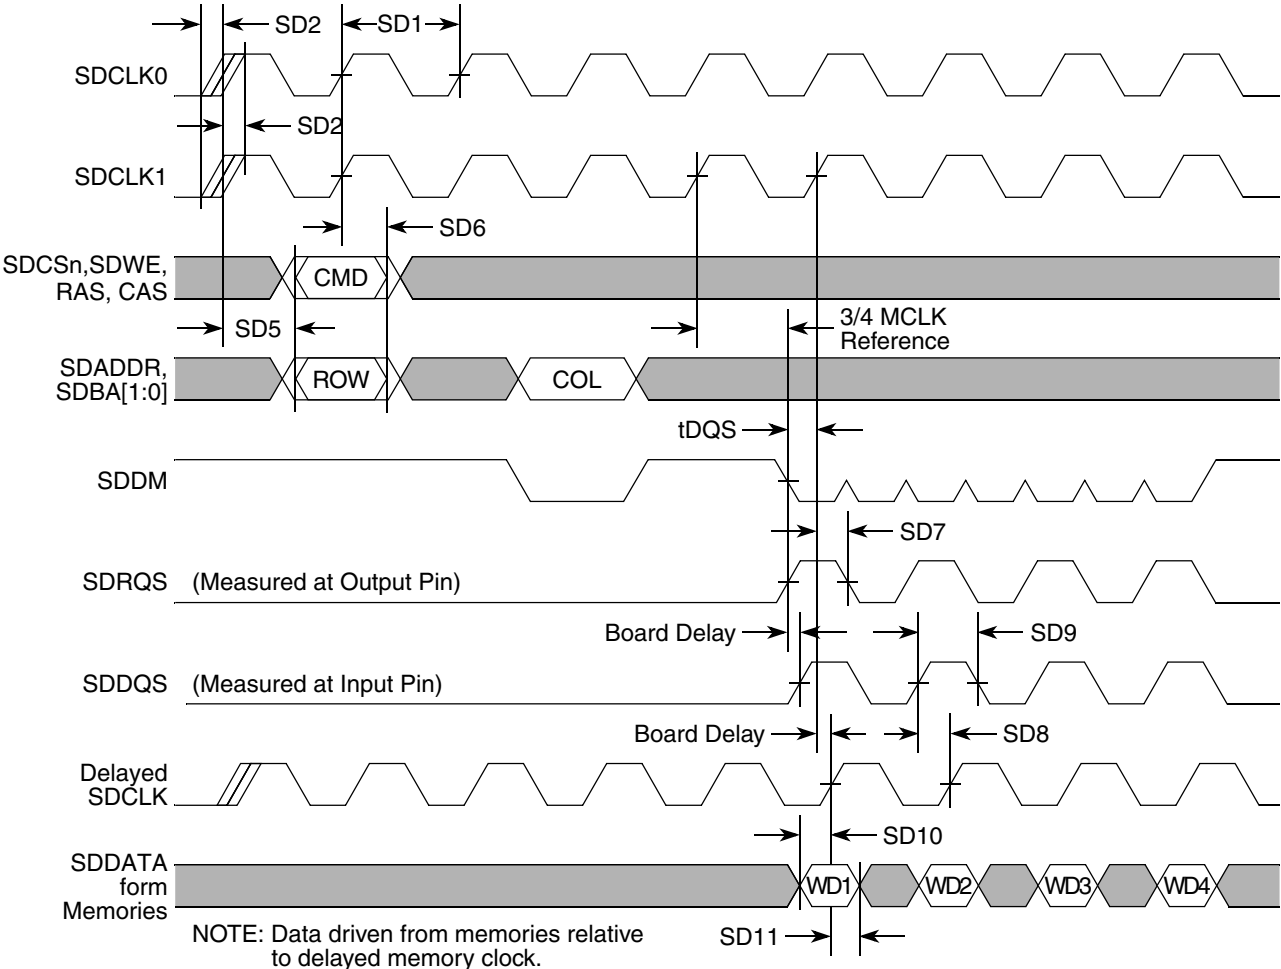 SD2
SD1
SDCLK0
SD2
SDCLK1
SD6
SDCSn,SDWE,
RAS, CAS
CMD
SD5
3/4 MCLK
Reference
SDADDR,
SDBA[1:0]
ROW
COL
tDQS
SDDM
SD7
SDRQS
(Measured at Output Pin)
Board Delay
SD9
SDDQS
(Measured at Input Pin)
Board Delay
SD8
Delayed
SDCLK
SD10
SDDATA
form
Memories
WD1
WD2
WD3
WD4
NOTE: Data driven from memories relative
to delayed memory clock.
SD11